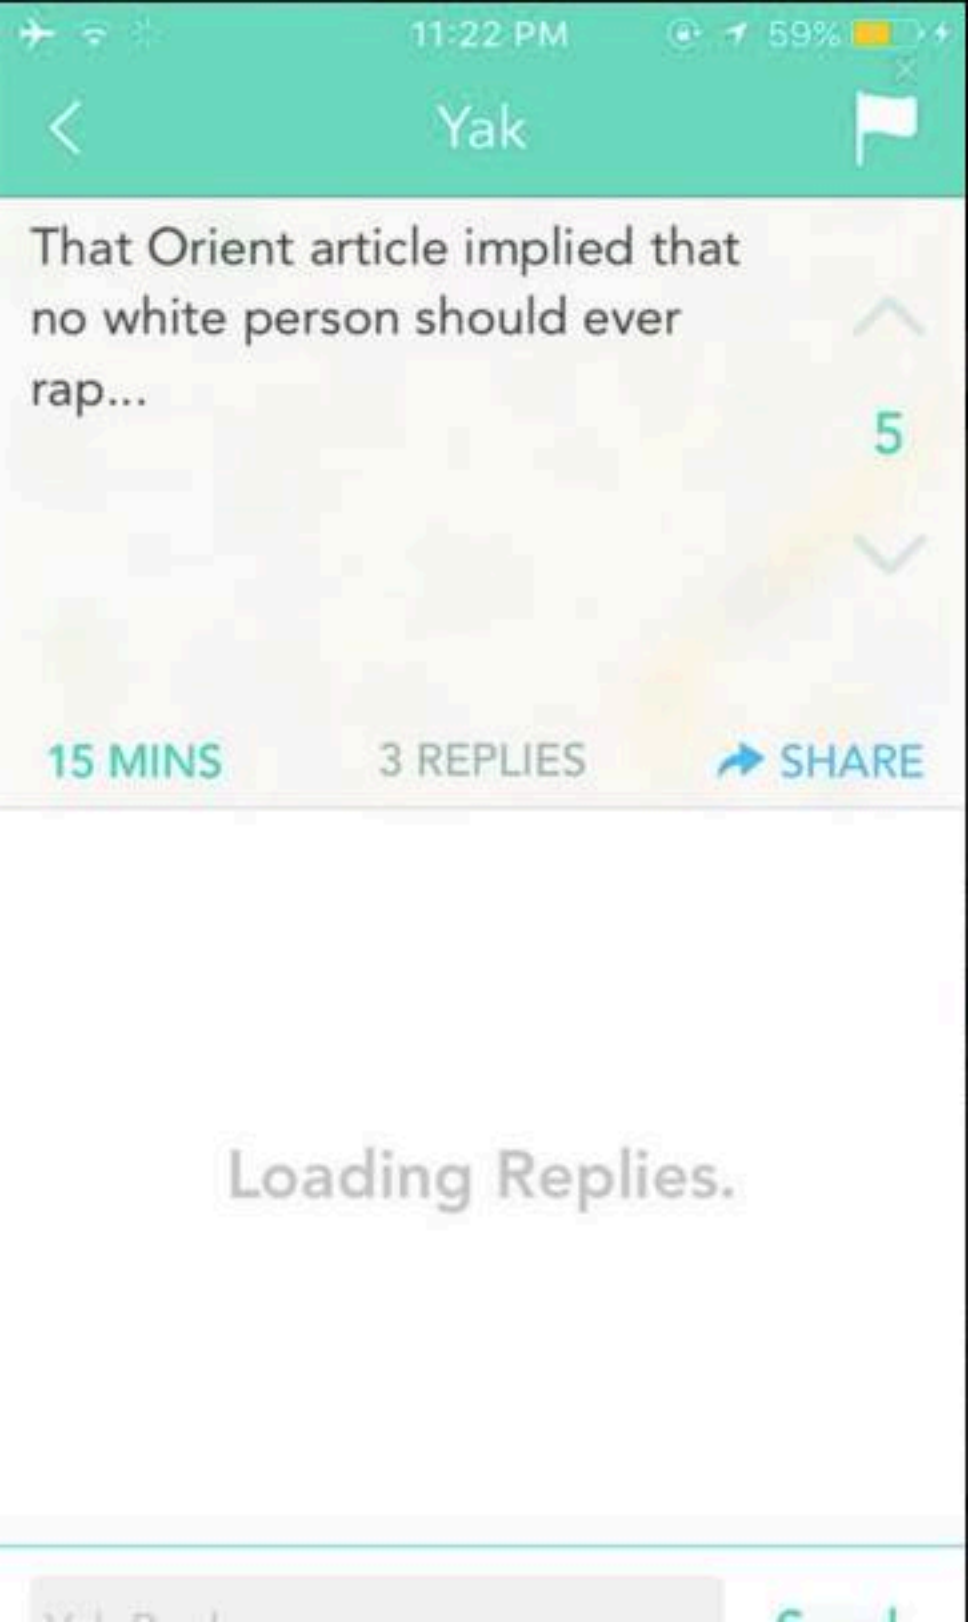 11:22 PM 59%
Yak
That Orient article implied that
no white person should ever
rap...
5
15 MINS 3 REPLIES SHARE
Loading Replies.